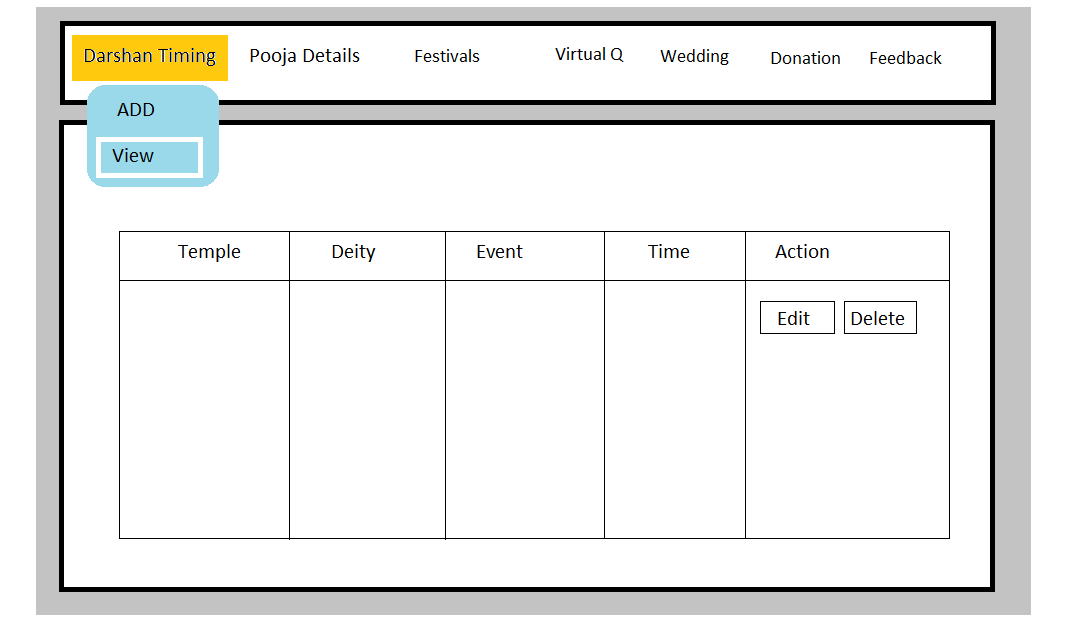 Darshan Timing Pooja Details Festivals Virtual Q Wedding Donation Feedback
ADD
View
Temple Deity Event Time Action
Edit Delete